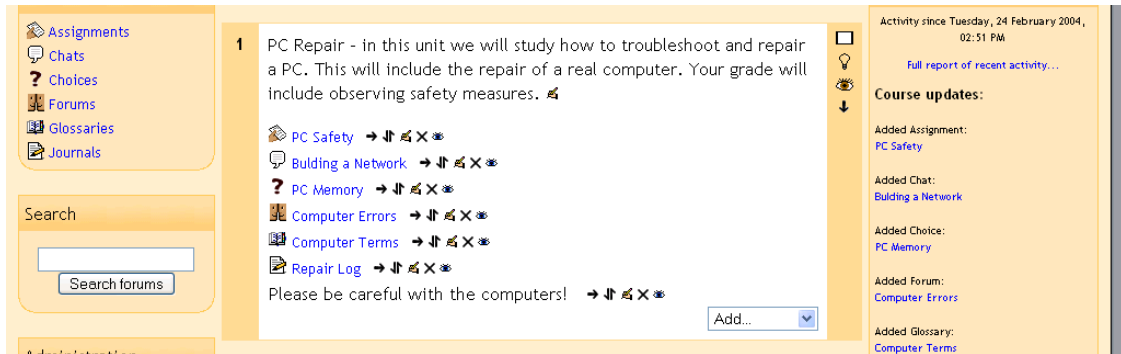 Assignments
Chats
? Choices
Forums
Glossaries
Journals
Search
Search forums
Administration
1
PC Repair - in this unit we will study how to troubleshoot and repair
a PC. This will include the repair of a real computer. Your grade will
include observing safety measures.
PC Safety
Bulding a Network
? PC Memory
Computer Errors
Computer Terms
Repair Log
Please be careful with the computers!
Add...
Activity since Tuesday, 24 February 2004,
02:51 PM
Full report of recent activity...
Course updates:
Added Assignment:
PC Safety
Added Chat:
Bulding a Network
Added Choice:
PC Memory
Added Forum:
Computer Errors
Added Glossary:
Computer Terms